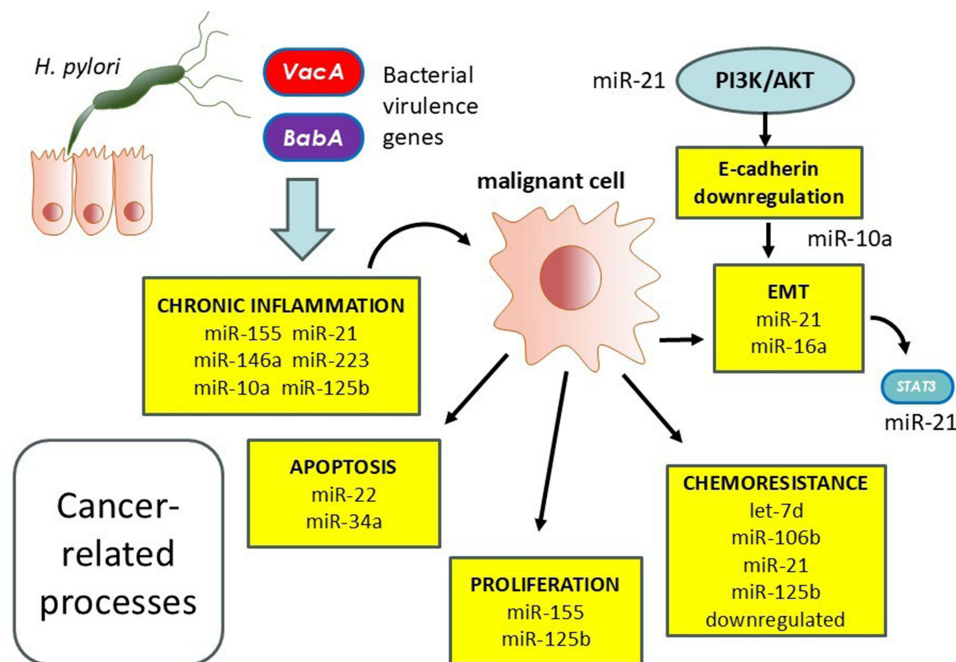 H. pylori
VacA
BabA
Bacterial
virulence
genes
miR-21
PI3K/AKT
E-cadherin
downregulation
miR-10a
malignant cell
CHRONIC INFLAMMATION
miR-155 miR-21
miR-146a miR-223
miR-10a miR-125b
EMT
miR-21
miR-16a
STAT3
miR-21
APOPTOSIS
miR-22
miR-34a
PROLIFERATION
miR-155
miR-125b
CHEMORESISTANCE
let-7d
miR-106b
miR-21
miR-125b
downregulated
Cancer-
related
processes